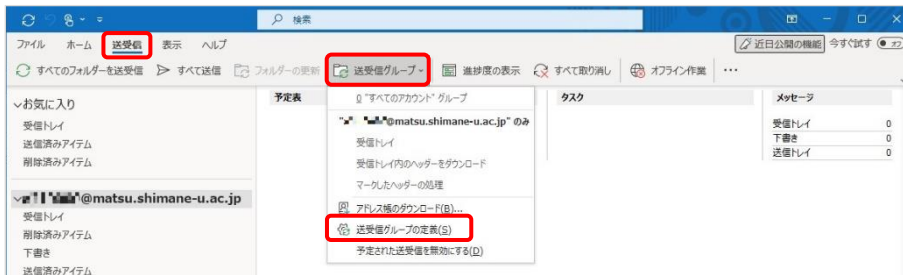 検索
ファイル ホーム 送受信 表示 ヘルプ
近日公開の機能 今すぐ試す
すべてのフォルダーを送受信 すべて送信 フォルダーの更新 送受信グループ 進捗度の表示 すべて取り消し オフライン作業 …
お気に入り
受信トレイ
送信済みアイテム
削除済みアイテム
@matsu.shimane-u.ac.jp
受信トレイ
削除済みアイテム
下書き
送信済みアイテム
予定表
0 "すべてのアカウント" グループ
@matsu.shimane-u.ac.jp" のみ
受信トレイ
受信トレイ内のヘッダーをダウンロード
マークしたヘッダーの処理
アドレス帳のダウンロード(B)...
送受信グループの定義(S)
予定された送受信を無効にする(D)
タスク
メッセージ
受信トレイ 0
下書き 0
送信トレイ 0